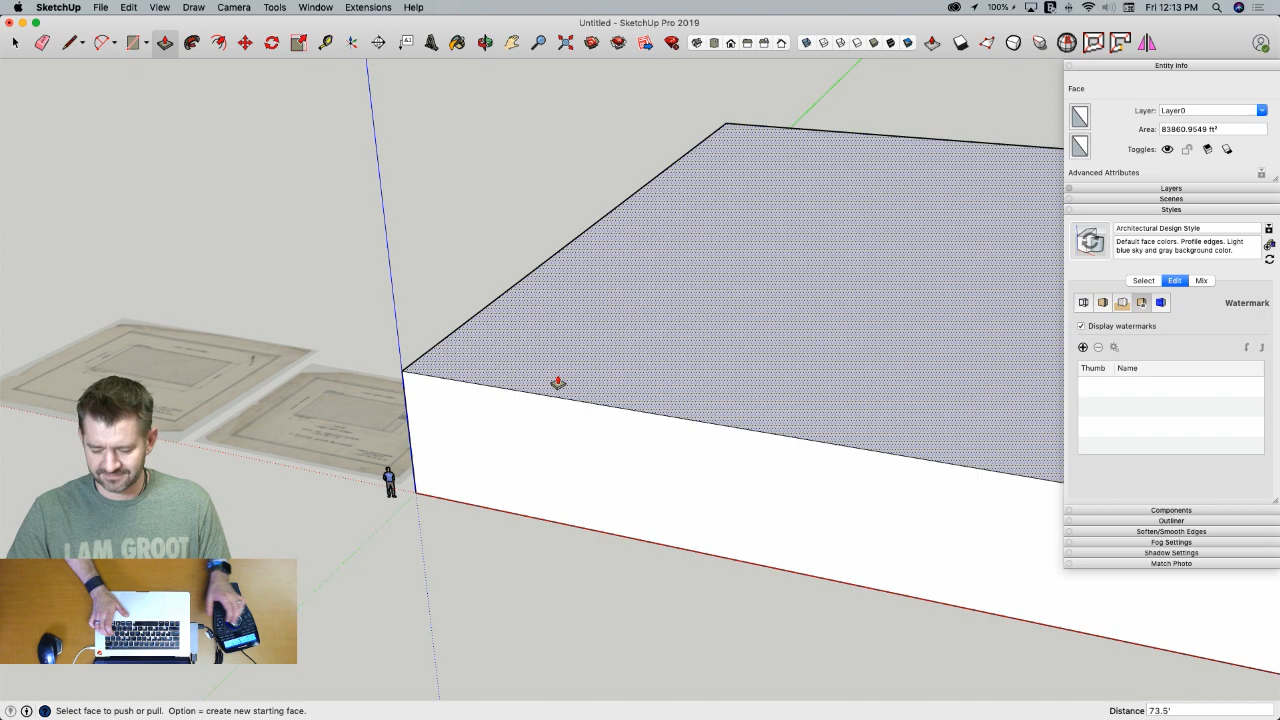 SketchUp File Edit View Camera Draw Tools Window Extensions Help
100% Fri 12:13 PM
Untitled - SketchUp Pro 2019
Entity Info
Face
Layer: Layer0
Area: 83860.9549 ft²
Toggles:
Advanced Attributes
Layers
Scenes
Styles
Architectural Design Style
Default face colors. Profile edges. Light
blue sky and gray background color.
Select Edit Mix
Watermark
Display watermarks
Thumb Name
Components
Outliner
Soften/Smooth Edges
Fog Settings
Shadow Settings
Match Photo
I AM GROOT
Select face to push or pull. Option = create new starting face.
Distance 73.5'